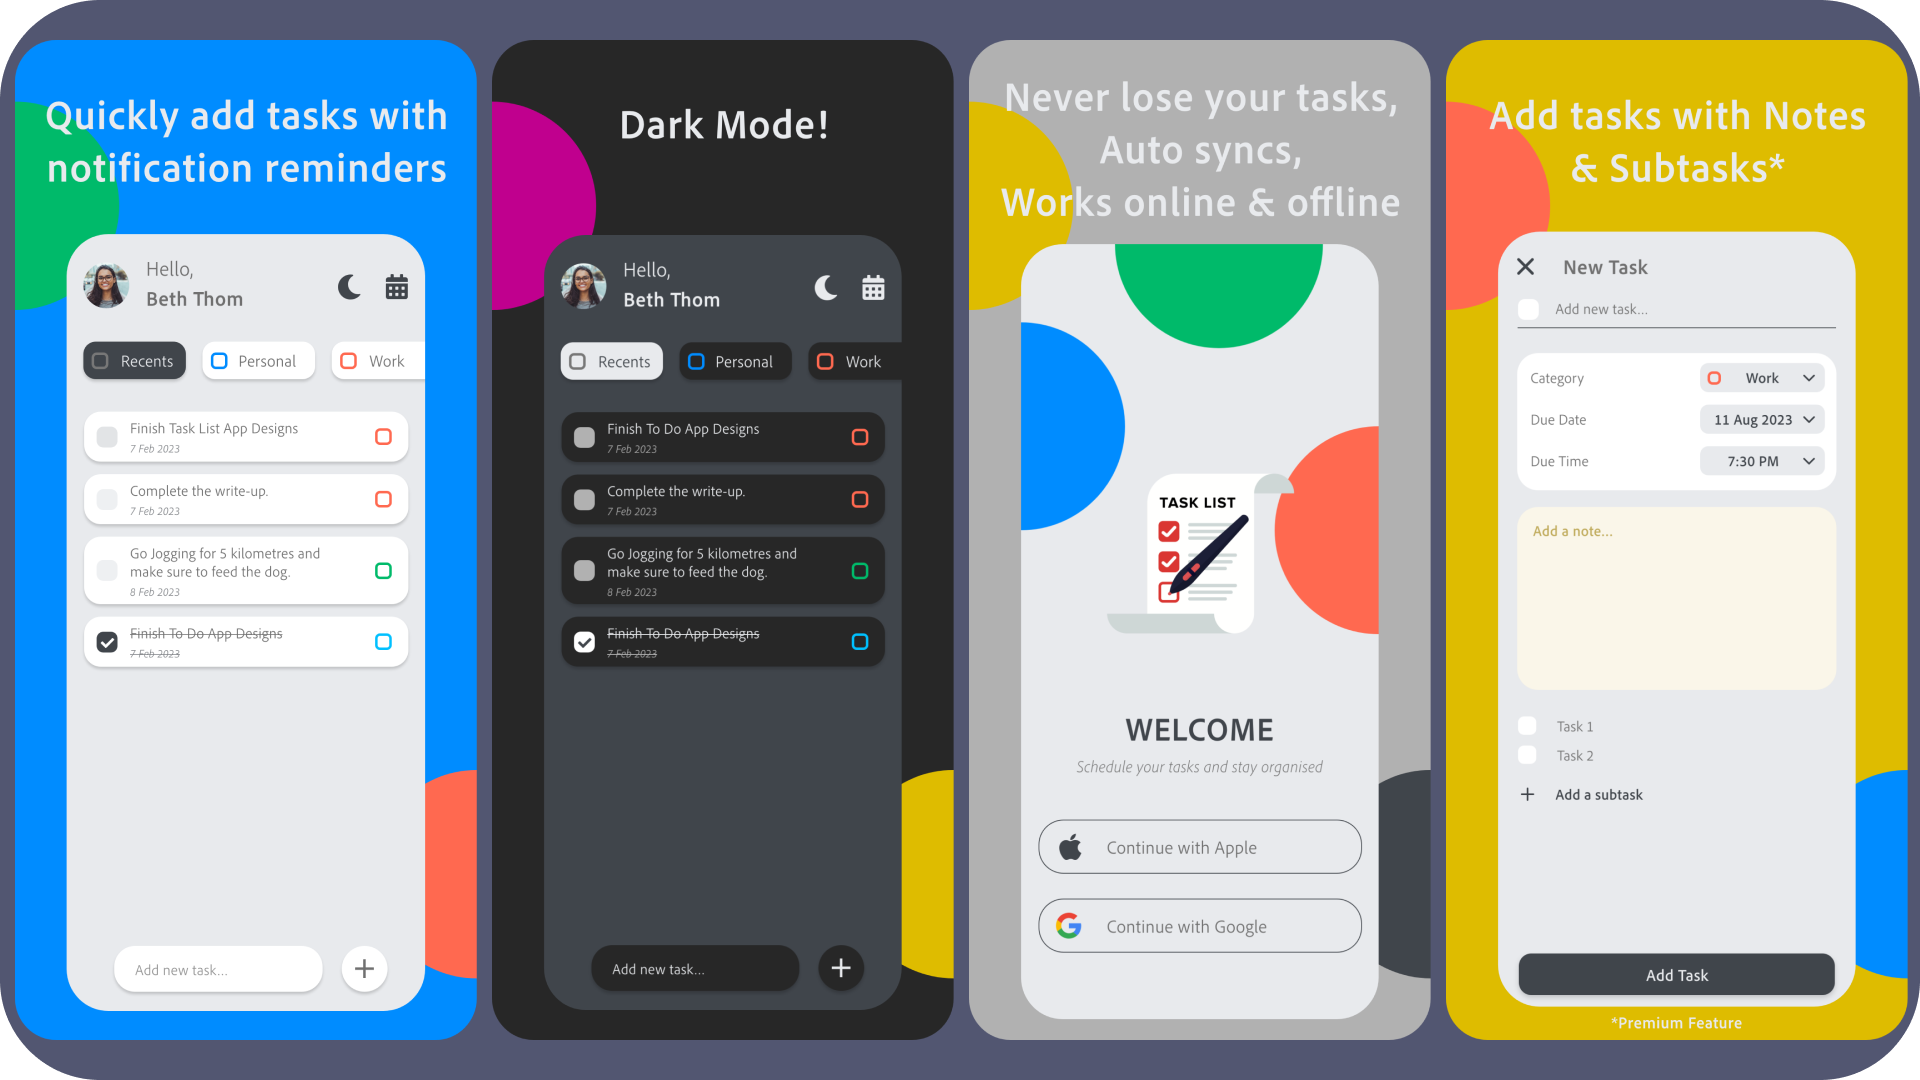 Quickly add tasks with
notification reminders
Hello,
Beth Thom
Recents
Personal
Work
Finish Task List App Designs
7 Feb 2023
Complete the write-up.
7 Feb 2023
Go Jogging for 5 kilometres and
make sure to feed the dog.
8 Feb 2023
Finish To Do App Designs
7 Feb 2023
Add new task...
Dark Mode!
Hello,
Beth Thom
Recents
Personal
Work
Finish To Do App Designs
7 Feb 2023
Complete the write-up.
7 Feb 2023
Go Jogging for 5 kilometres and
make sure to feed the dog.
8 Feb 2023
Finish To Do App Designs
7 Feb 2023
Add new task...
Never lose your tasks,
Auto syncs,
Works online & offline
TASK LIST
WELCOME
Schedule your tasks and stay organised
Continue with Apple
Continue with Google
Add tasks with Notes
& Subtasks*
New Task
Add new task...
Category
Work
Due Date
11 Aug 2023
Due Time
7:30 PM
Add a note...
Task 1
Task 2
Add a subtask
Add Task
*Premium Feature